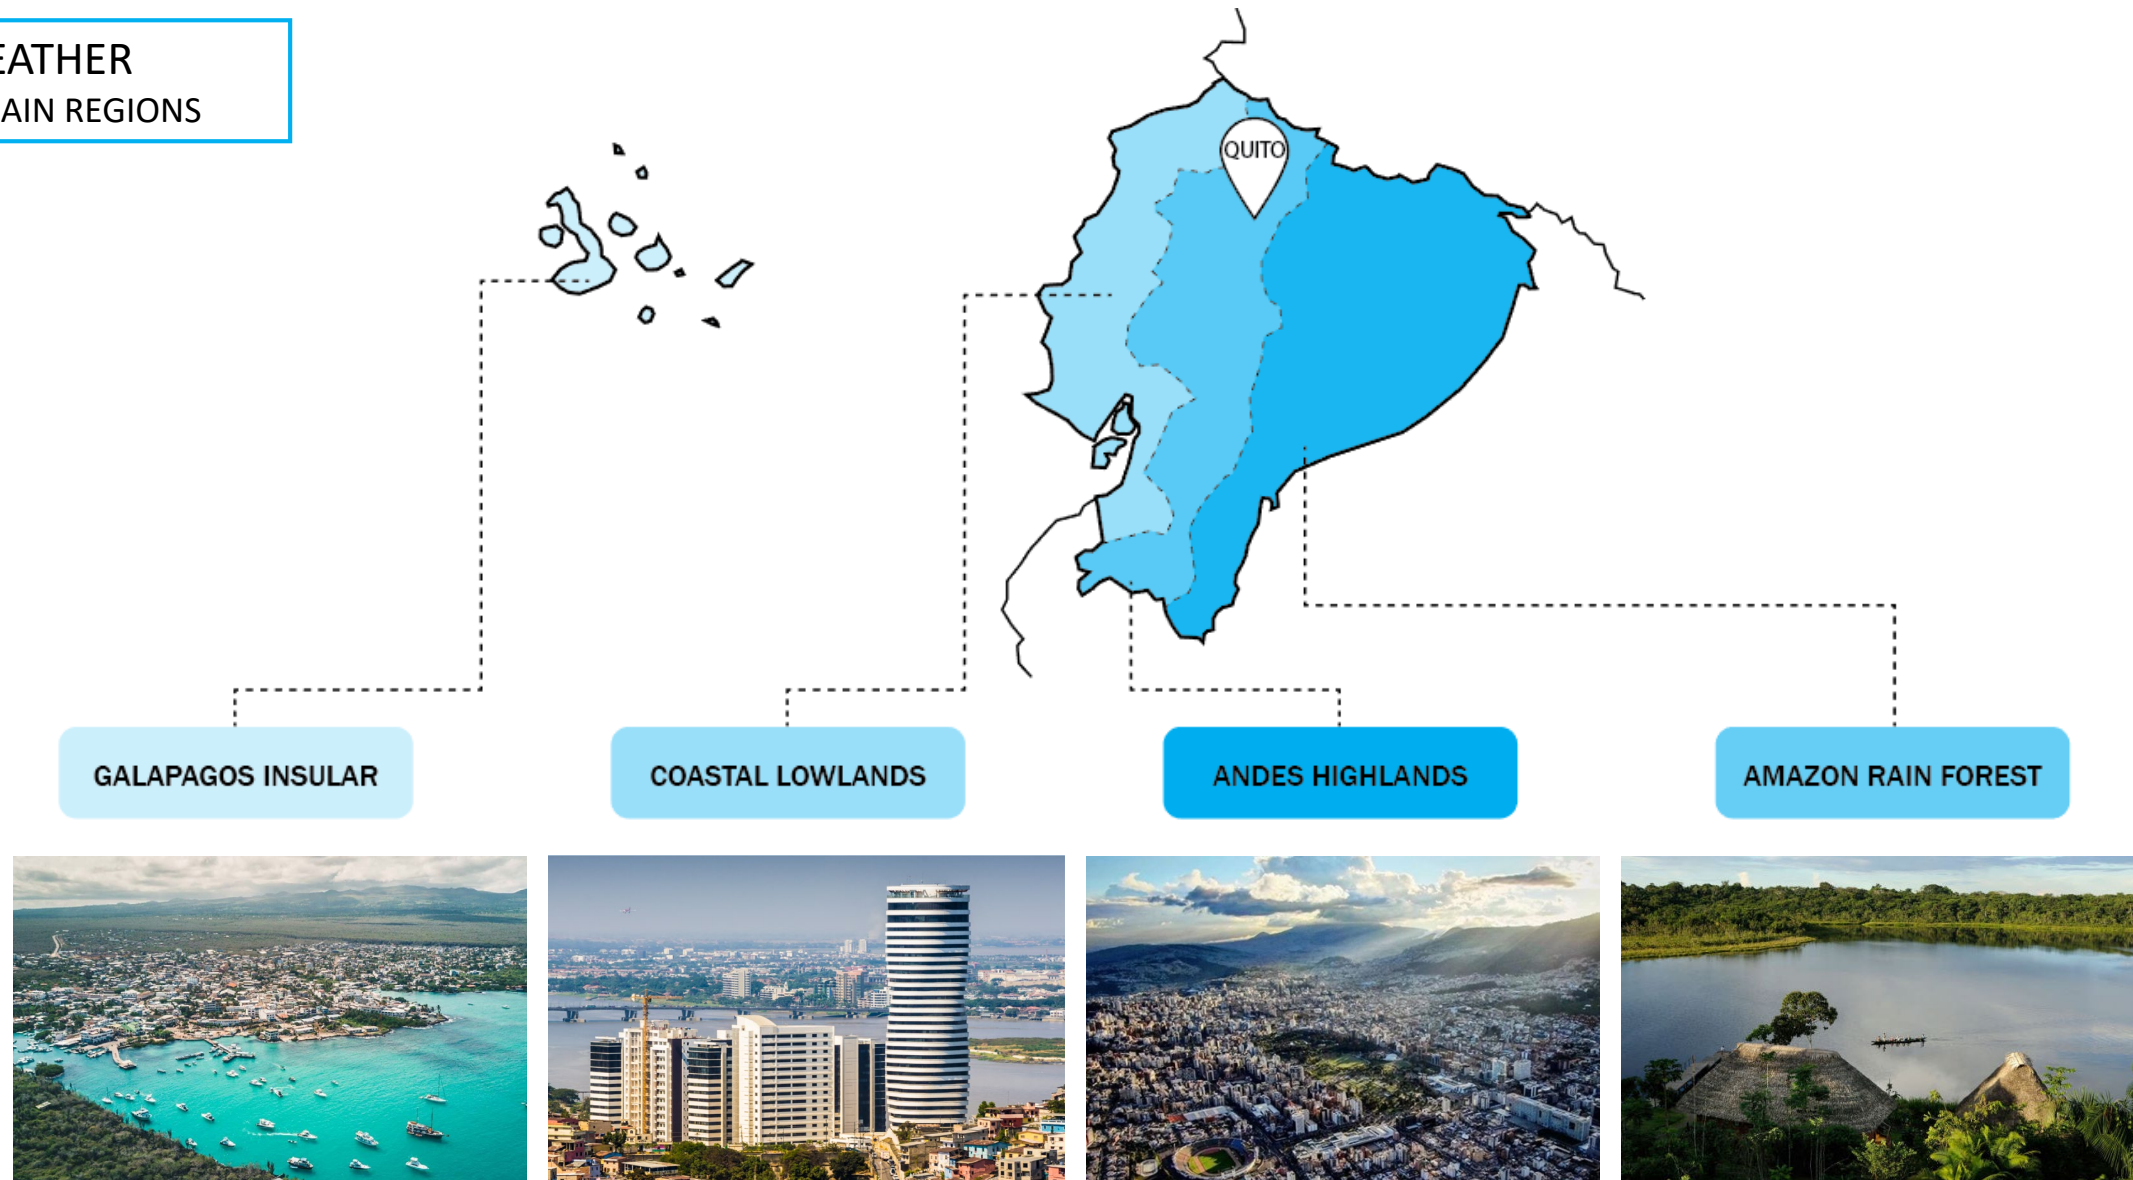 EATHER
AIN REGIONS
QUITO
GALAPAGOS INSULAR
COASTAL LOWLANDS
ANDES HIGHLANDS
AMAZON RAIN FOREST